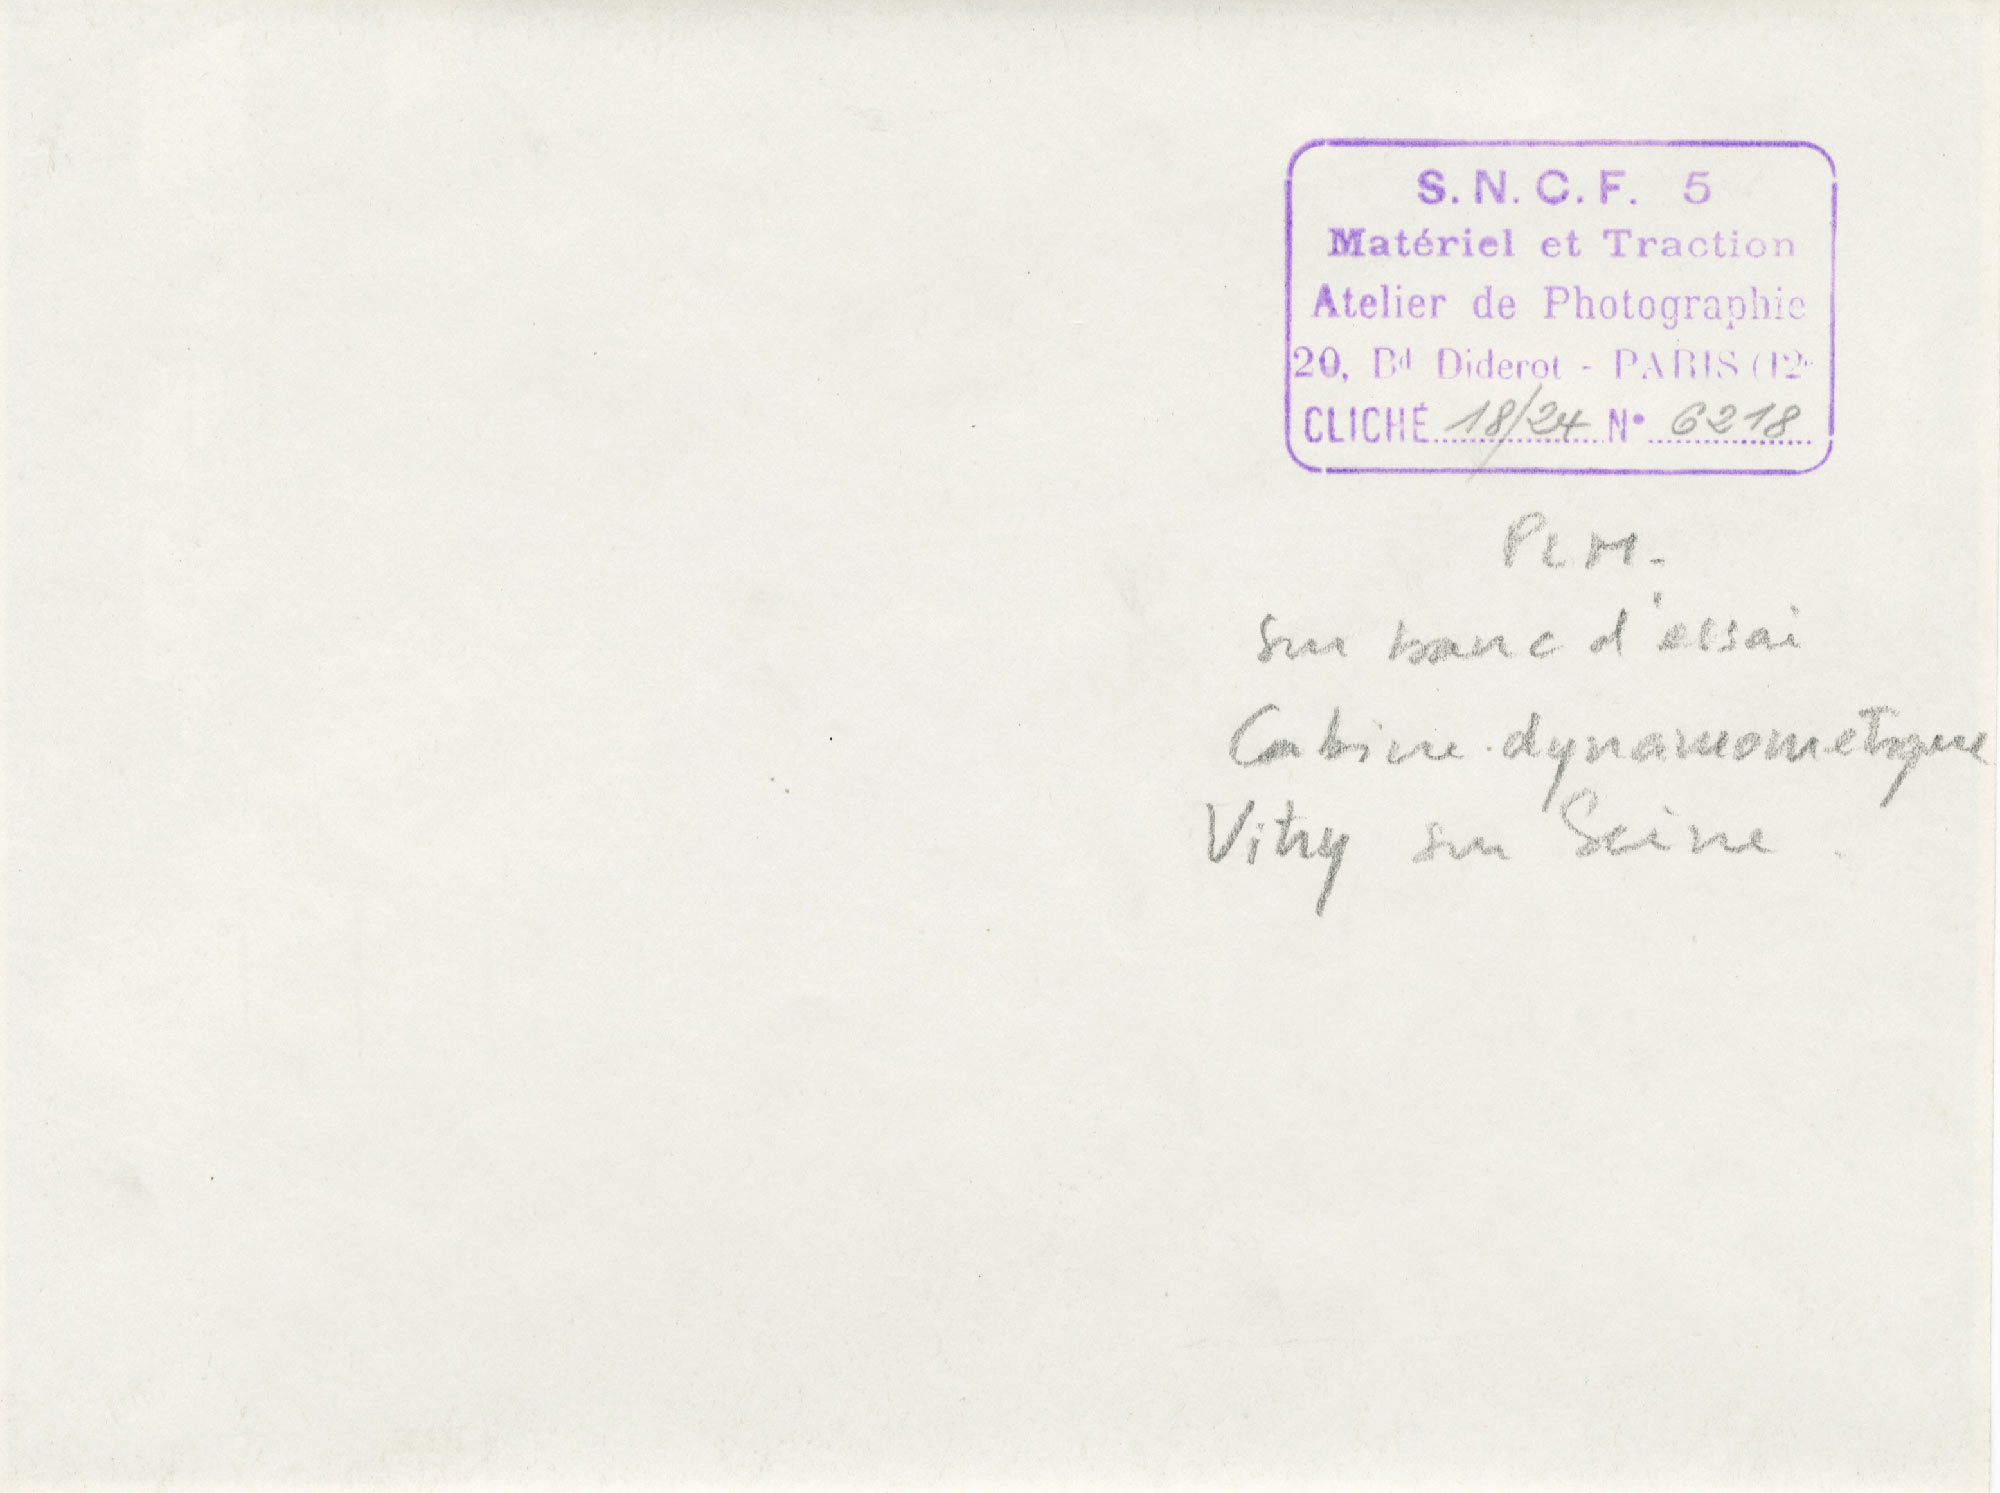 S. N. C. F. 5
Matériel et Traction
Atelier de Photographie
20, Bd Diderot - PARIS (12e
CLICHÉ 18/24 N° 6218
PLM.
sur banc d'essai
Cabine dynamometrique
Vitry sur Seine.